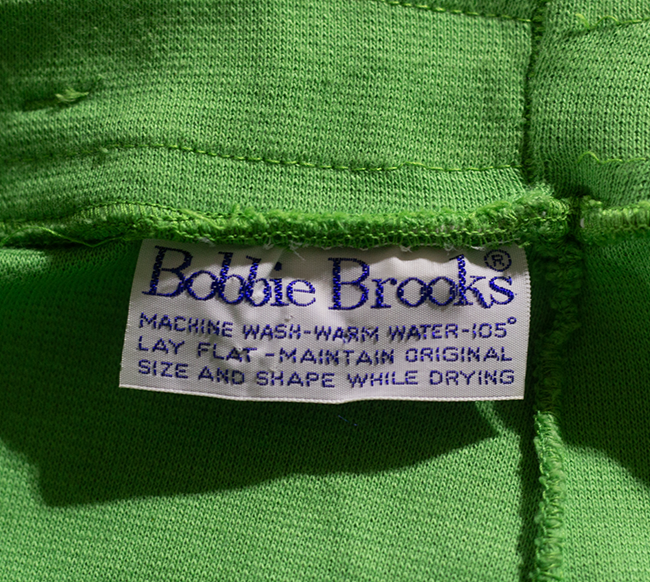 Bobbie Brooks®
MACHINE WASH-WARM WATER-105°
LAY FLAT-MAINTAIN ORIGINAL
SIZE AND SHAPE WHILE DRYING